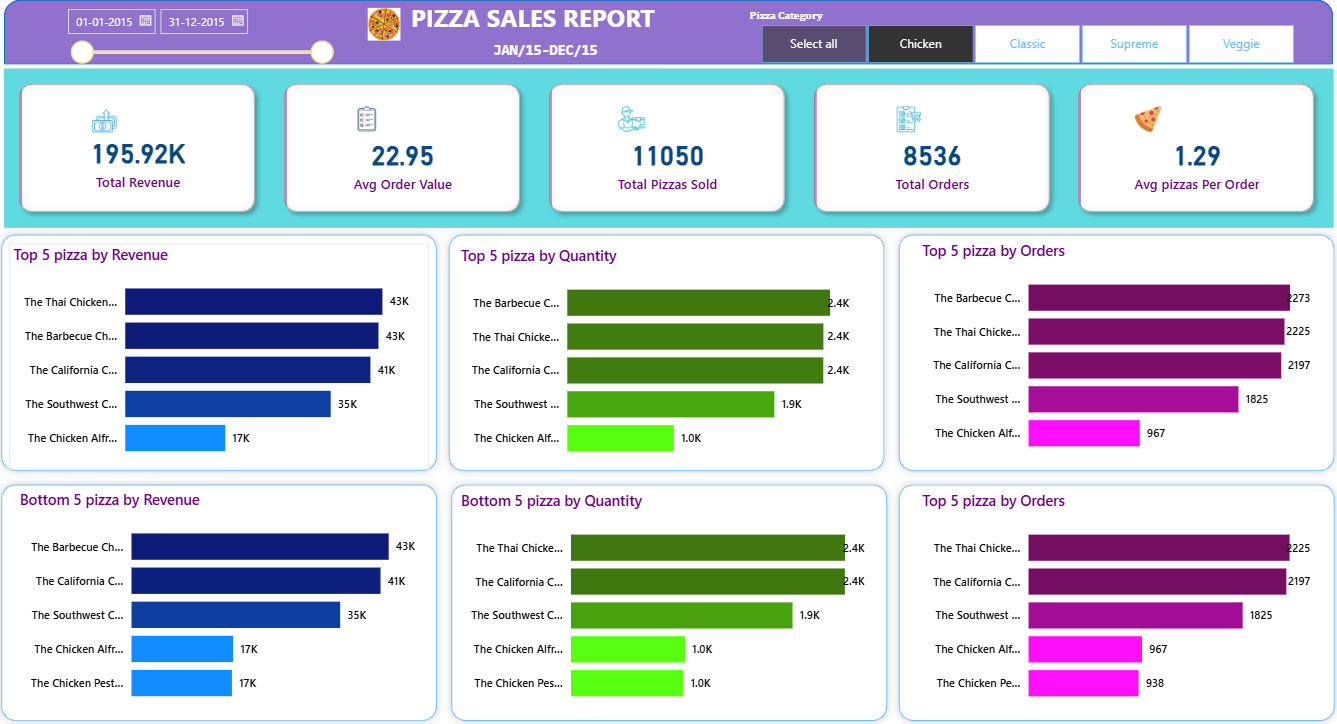 01-01-2015 31-12-2015
PIZZA SALES REPORT
JAN/15-DEC/15
Pizza Category
Select all Chicken Classic Supreme Veggie
195.92K
Total Revenue
22.95
Avg Order Value
11050
Total Pizzas Sold
8536
Total Orders
1.29
Avg pizzas Per Order
Top 5 pizza by Revenue
The Thai Chicken... 43K
The Barbecue Ch... 43K
The California C... 41K
The Southwest C... 35K
The Chicken Alfr... 17K
Top 5 pizza by Quantity
The Barbecue C... 2.4K
The Thai Chicke... 2.4K
The California C... 2.4K
The Southwest ... 1.9K
The Chicken Alf... 1.0K
Top 5 pizza by Orders
The Barbecue C... 2273
The Thai Chicke... 2225
The California C... 2197
The Southwest ... 1825
The Chicken Alf... 967
Bottom 5 pizza by Revenue
The Barbecue Ch... 43K
The California C... 41K
The Southwest C... 35K
The Chicken Alfr... 17K
The Chicken Pest... 17K
Bottom 5 pizza by Quantity
The Thai Chicke... 2.4K
The California C... 2.4K
The Southwest C... 1.9K
The Chicken Alfr... 1.0K
The Chicken Pes... 1.0K
Top 5 pizza by Orders
The Thai Chicke... 2225
The California C... 2197
The Southwest ... 1825
The Chicken Alf... 967
The Chicken Pe... 938